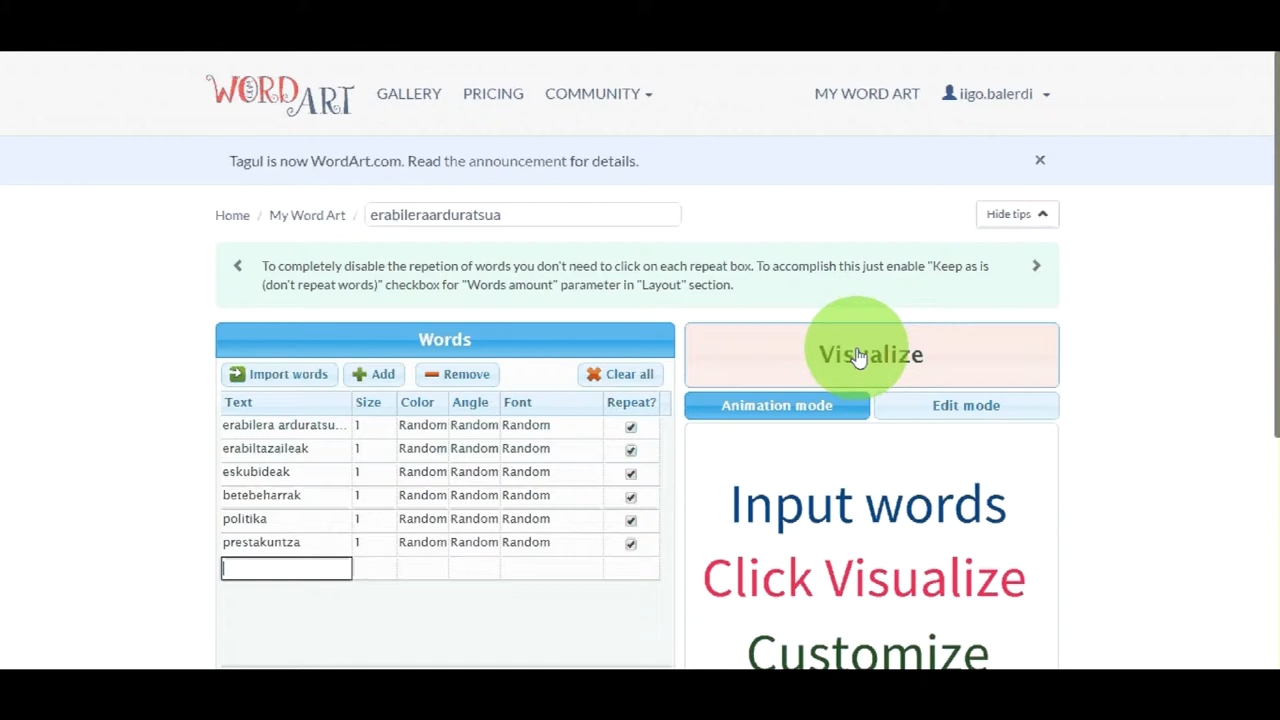 WORD ART
GALLERY PRICING COMMUNITY MY WORD ART iigo.balerdi
Tagul is now WordArt.com. Read the announcement for details. ×
Home / My Word Art / erabileraarduratsua Hide tips
To completely disable the repetion of words you don't need to click on each repeat box. To accomplish this just enable "Keep as is
(don't repeat words)" checkbox for "Words amount" parameter in "Layout" section.
Words
Visualize
Import words Add Remove Clear all
Animation mode Edit mode
Text Size Color Angle Font Repeat?
erabilera arduratsu... 1 Random Random Random
erabiltazaileak 1 Random Random Random
eskubideak 1 Random Random Random
betebeharrak 1 Random Random Random
politika 1 Random Random Random
prestakuntza 1 Random Random Random
Input words
Click Visualize
Customize